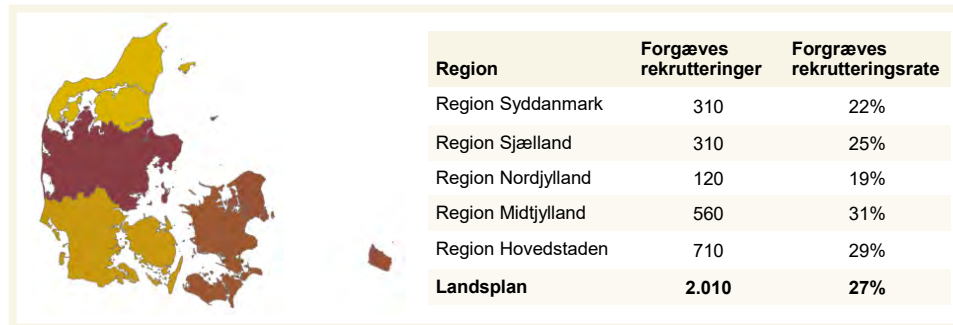 Region Forgæves rekrutteringer Forgræves rekrutteringsrate
Region Syddanmark 310 22%
Region Sjælland 310 25%
Region Nordjylland 120 19%
Region Midtjylland 560 31%
Region Hovedstaden 710 29%
Landsplan 2.010 27%